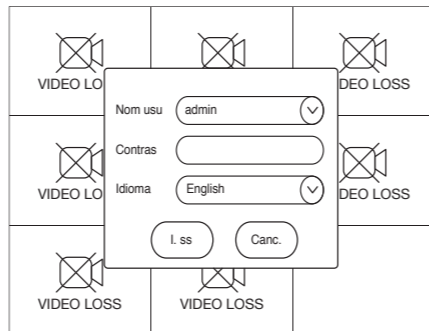 VIDEO LO
DEO LOSS
Nom usu
admin
Contras
VIDEO LO
DEO LOSS
Idioma
English
I. ss
Canc.
VIDEO LOSS
VIDEO LOSS